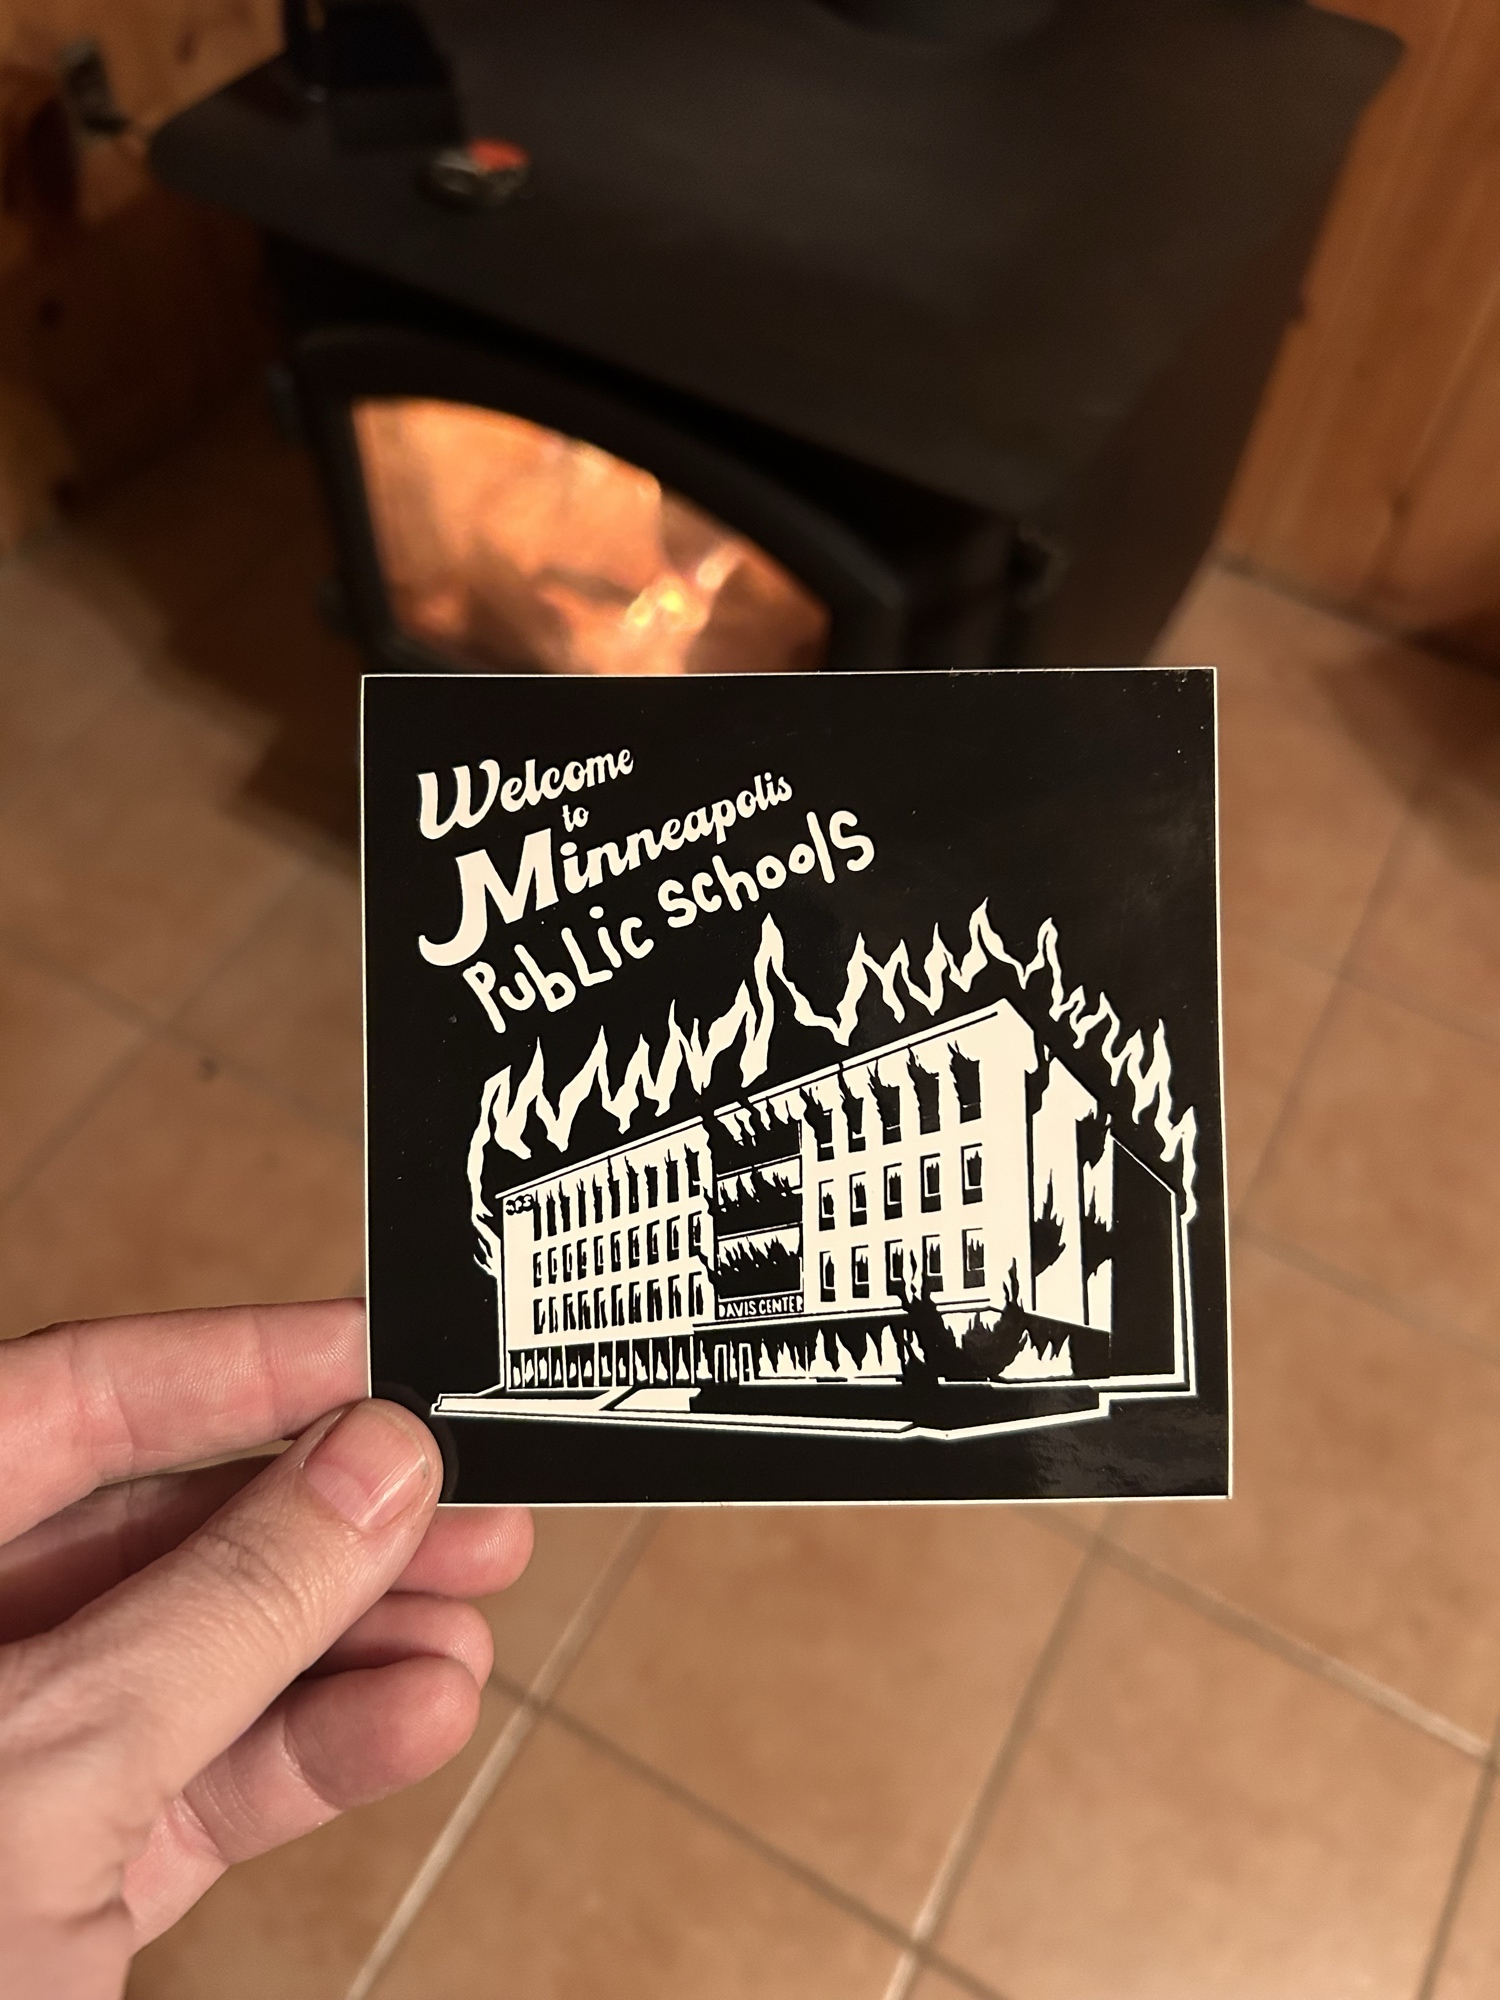 Welcome
to
Minneapolis
Public Schools
DAVIS CENTER